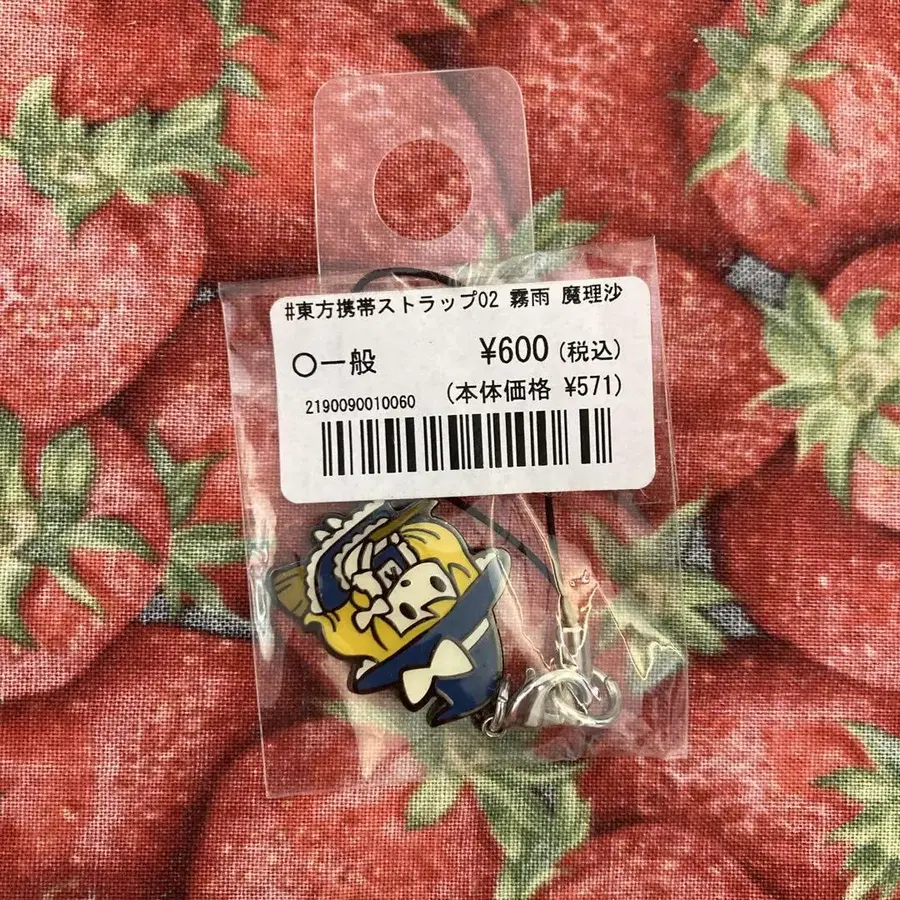 #東方携帯ストラップ02 霧雨 魔理沙
○一般 ¥600(税込)
2190090010060 (本体価格 ¥571)